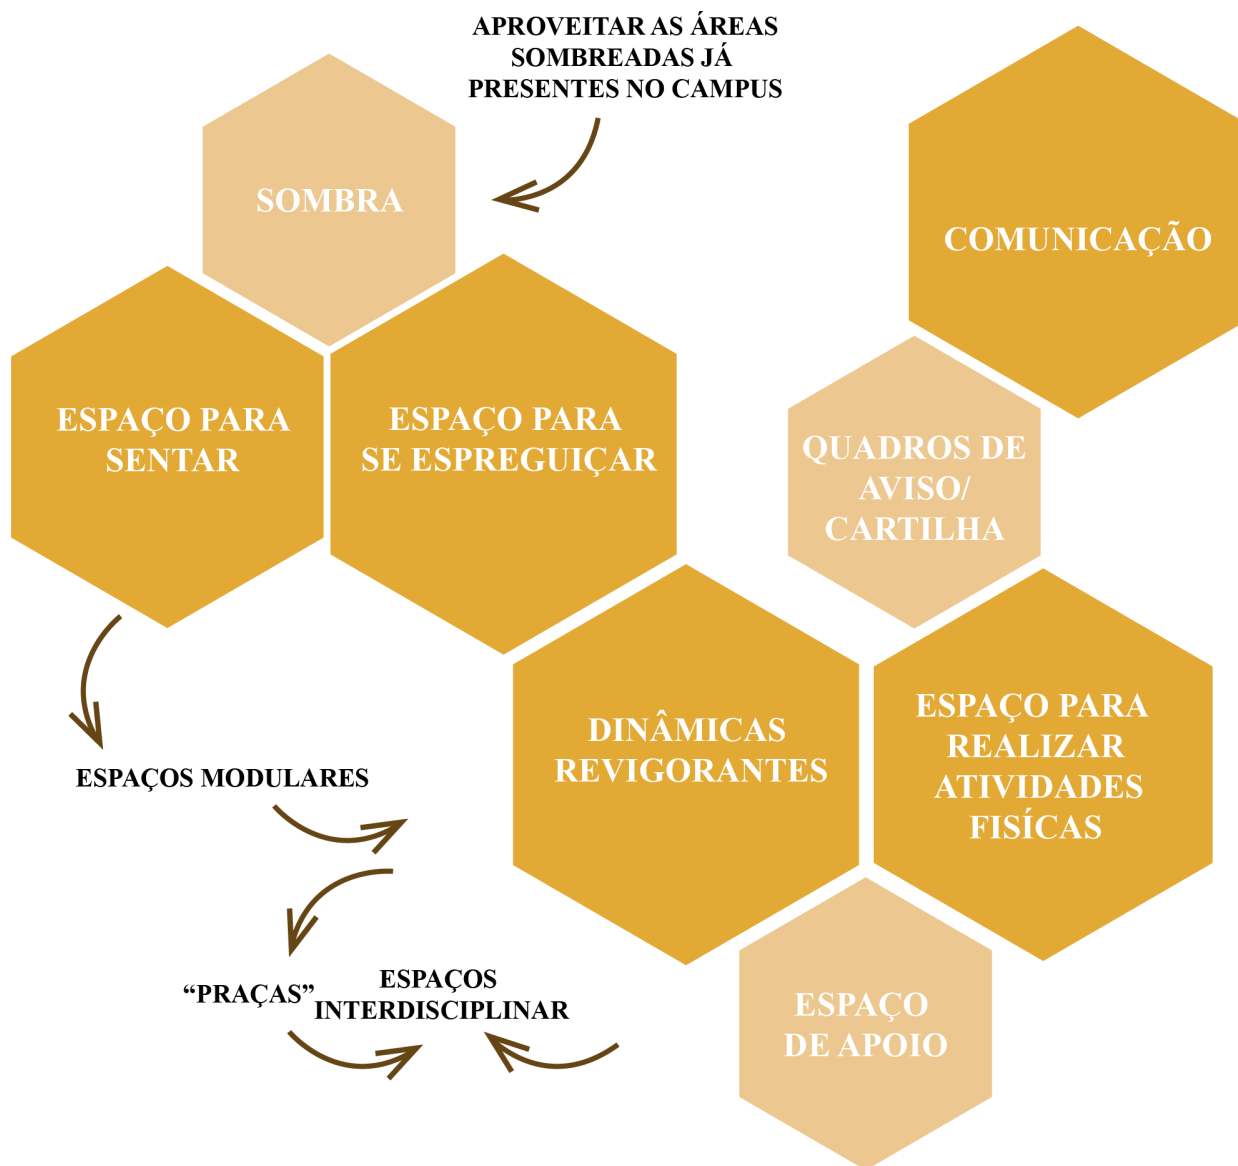 APROVEITAR AS ÁREAS
SOMBREADAS JÁ
PRESENTES NO CAMPUS
SOMBRA
COMUNICAÇÃO
ESPAÇO PARA
SENTAR
ESPAÇO PARA
SE ESPREGUIÇAR
QUADROS DE
AVISO/
CARTILHA
DINÂMICAS
REVIGORANTES
ESPAÇO PARA
REALIZAR
ATIVIDADES
FISÍCAS
ESPAÇOS MODULARES
“PRAÇAS”
ESPAÇOS
INTERDISCIPLINAR
ESPAÇO
DE APOIO